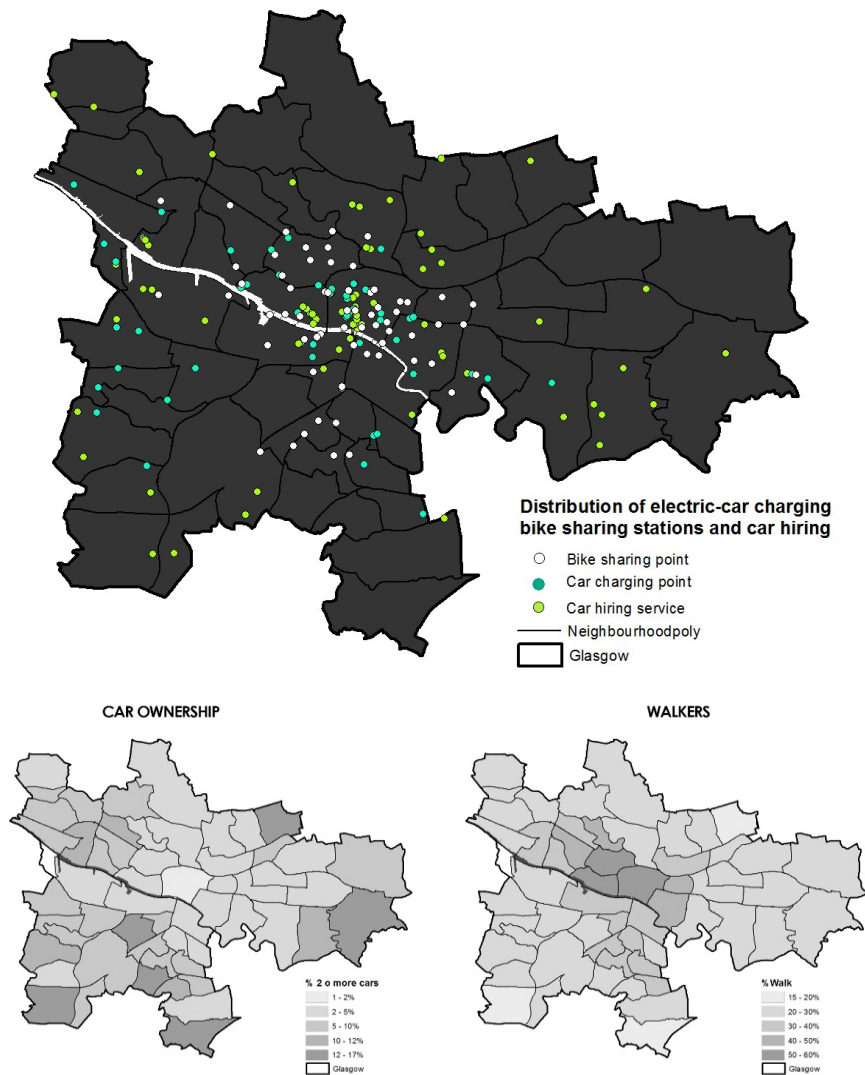 Distribution of electric-car charging
bike sharing stations and car hiring
Bike sharing point
Car charging point
Car hiring service
Neighbourhoodpoly
Glasgow
CAR OWNERSHIP
% 2 o more cars
1 - 2%
2 - 5%
5 - 10%
10 - 12%
12 - 17%
Glasgow
WALKERS
% Walk
15 - 20%
20 - 30%
30 - 40%
40 - 50%
50 - 60%
Glasgow